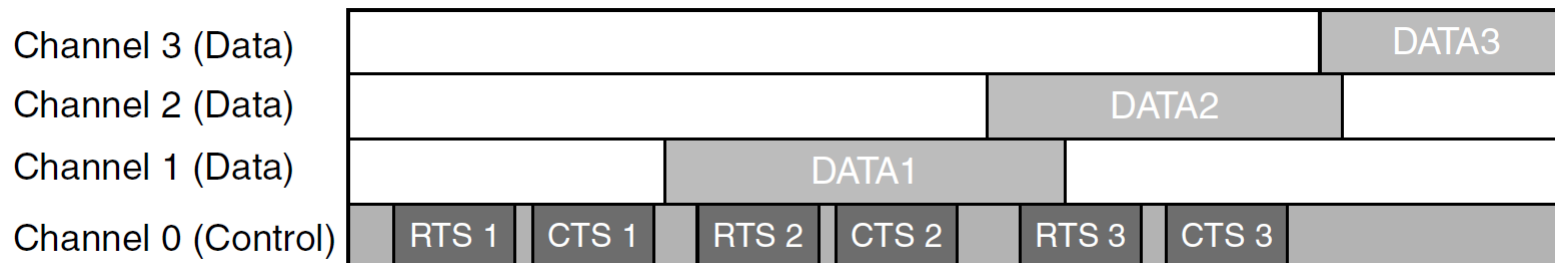 Channel 3 (Data) DATA3
Channel 2 (Data) DATA2
Channel 1 (Data) DATA1
Channel 0 (Control) RTS 1 CTS 1 RTS 2 CTS 2 RTS 3 CTS 3